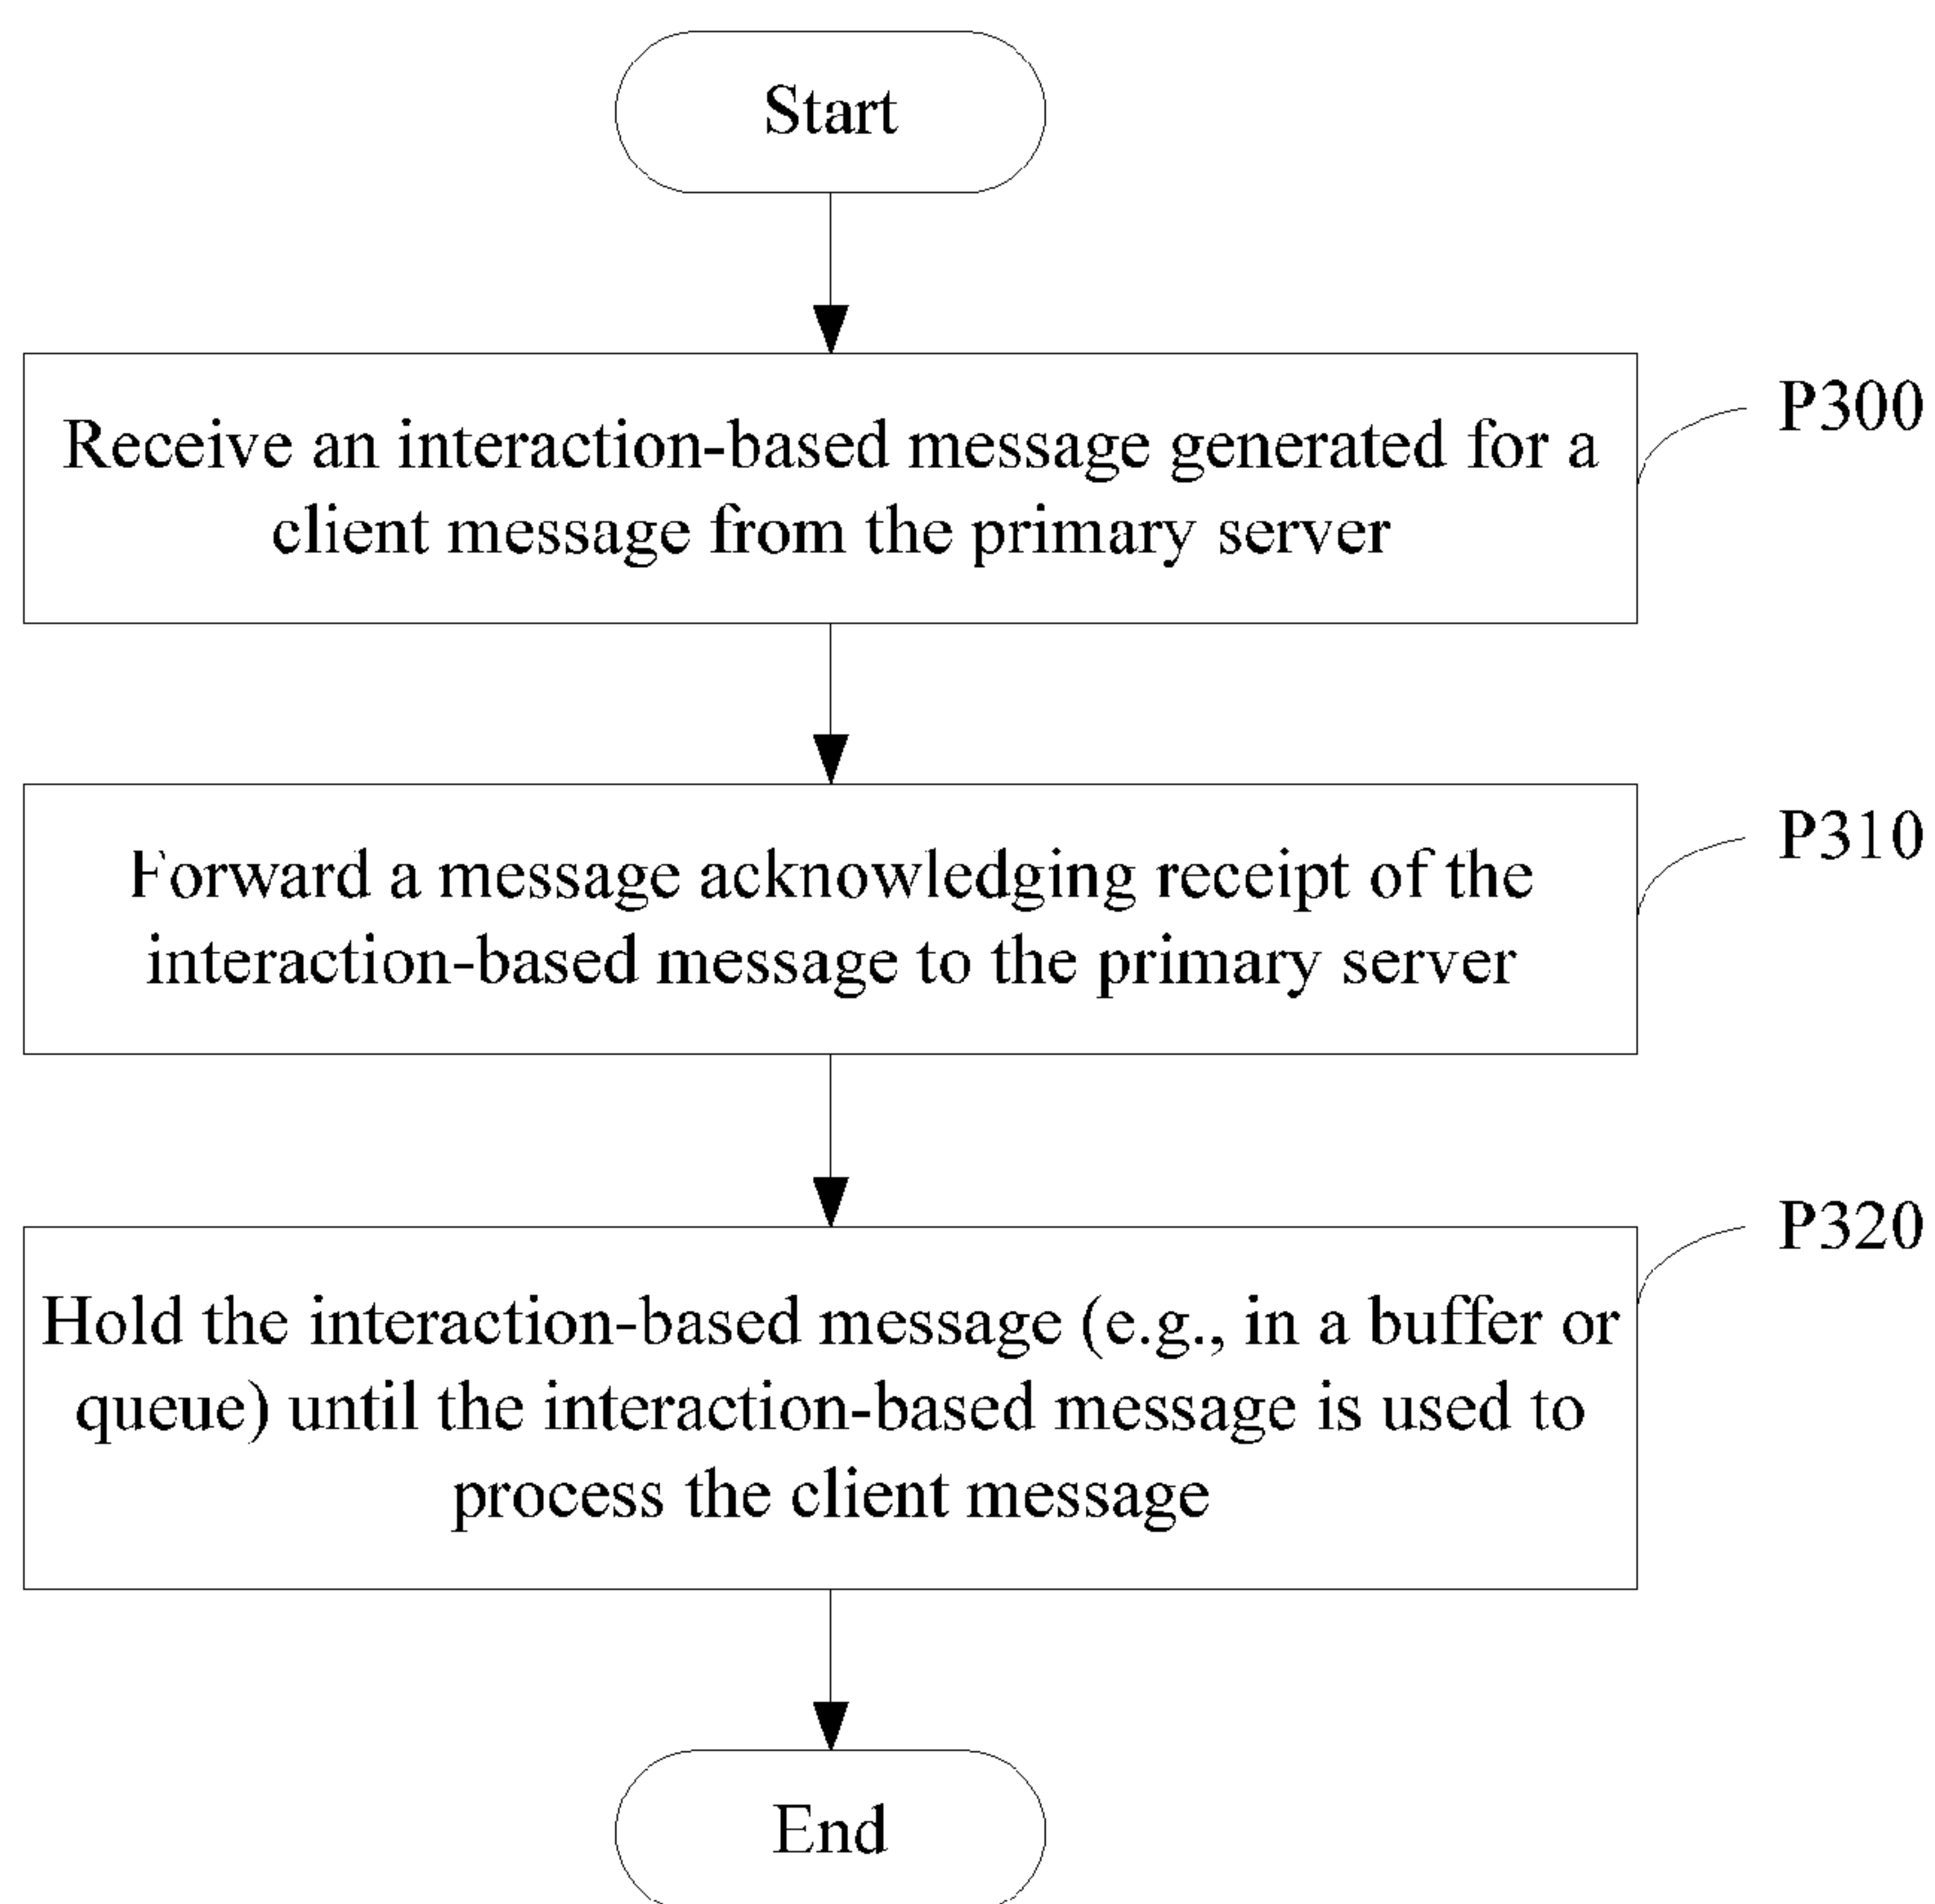 Start
Receive an interaction-based message generated for a
client message from the primary server
P300
Forward a message acknowledging receipt of the
interaction-based message to the primary server
P310
Hold the interaction-based message (e.g., in a buffer or
queue) until the interaction-based message is used to
process the client message
P320
End